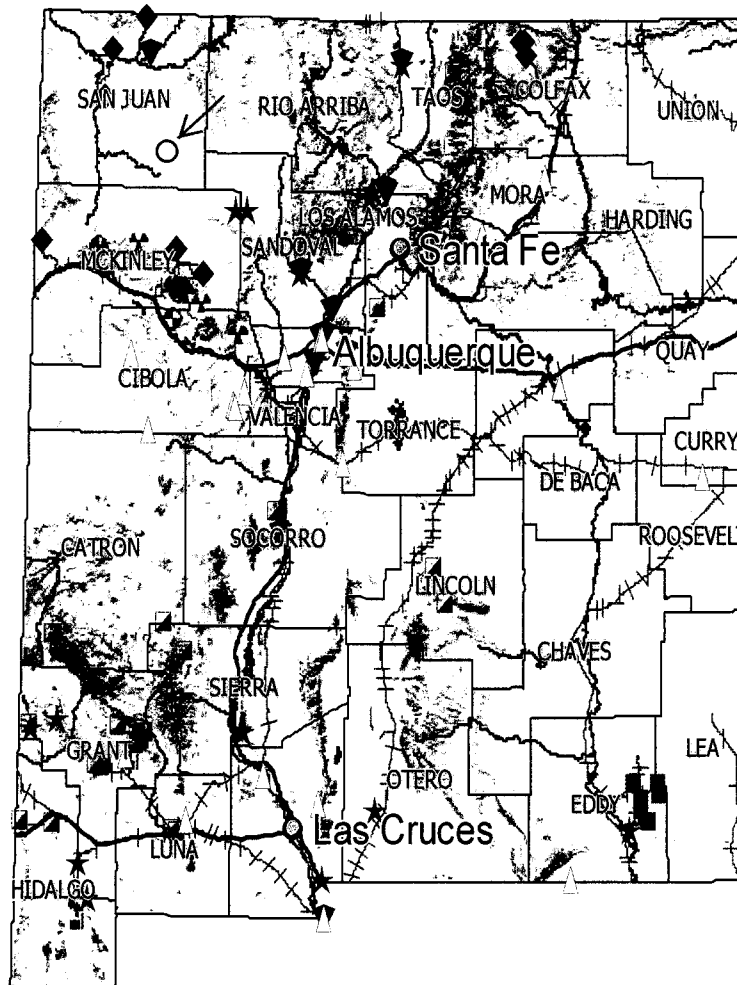 SAN JUAN
RIO ARRIBA
TAOS
COLFAX
UNION
MORA
LOS ALAMOS
HARDING
SANDOVAL
MCKINLEY
Santa Fe
Albuquerque
QUAY
CIBOLA
VALENCIA
TORRANCE
CURRY
DE BACA
SOCORRO
ROOSEVELT
CATRON
LINCOLN
CHAVES
SIERRA
GRANT
LEA
OTERO
EDDY
Las Cruces
LUNA
HIDALGO